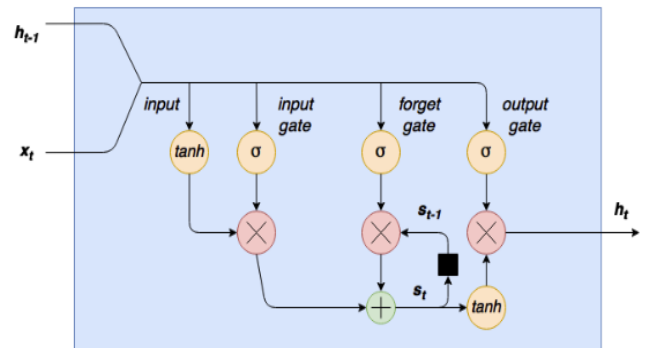 h_{t-1}
input
input gate
forget gate
output gate
x_t
tanh
σ
σ
σ
s_{t-1}
h_t
s_t
tanh